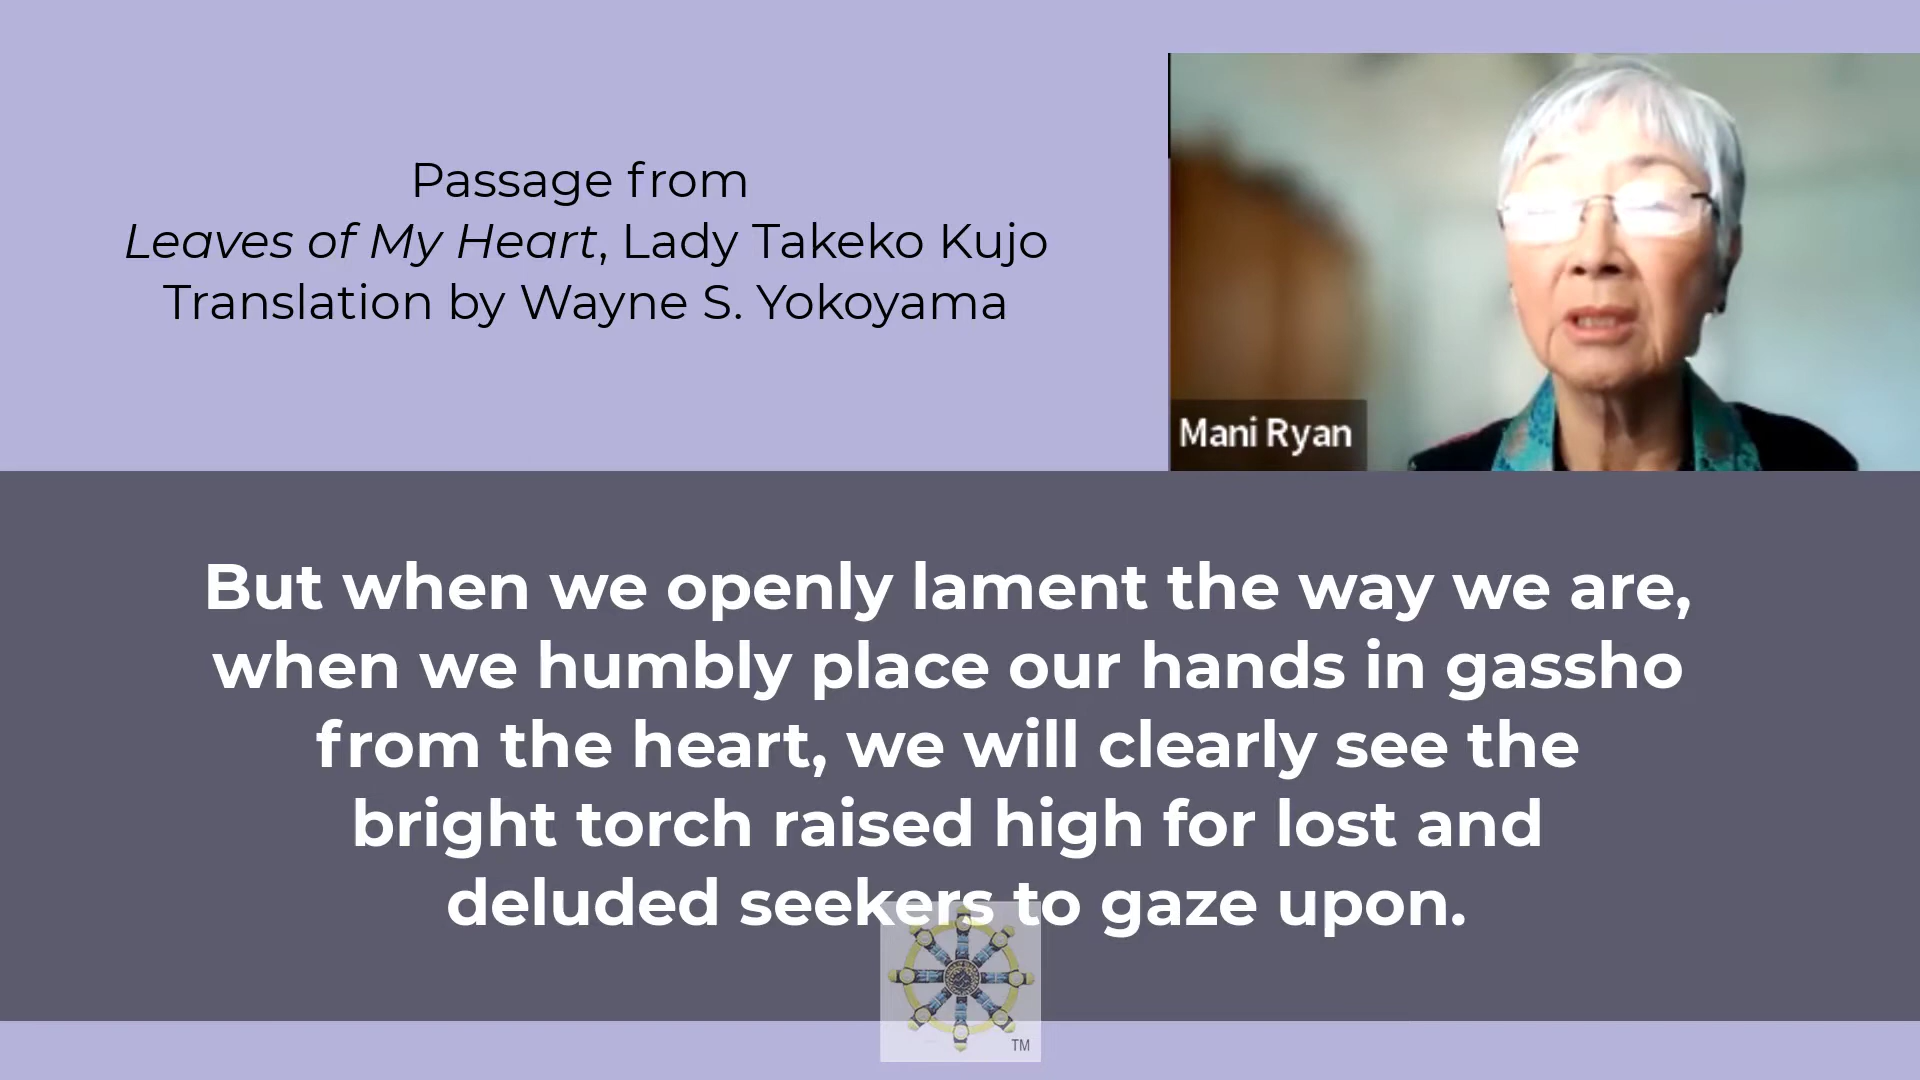 Passage from
Leaves of My Heart, Lady Takeko Kujo
Translation by Wayne S. Yokoyama
Mani Ryan
But when we openly lament the way we are,
when we humbly place our hands in gassho
from the heart, we will clearly see the
bright torch raised high for lost and
deluded seekers to gaze upon.
TM